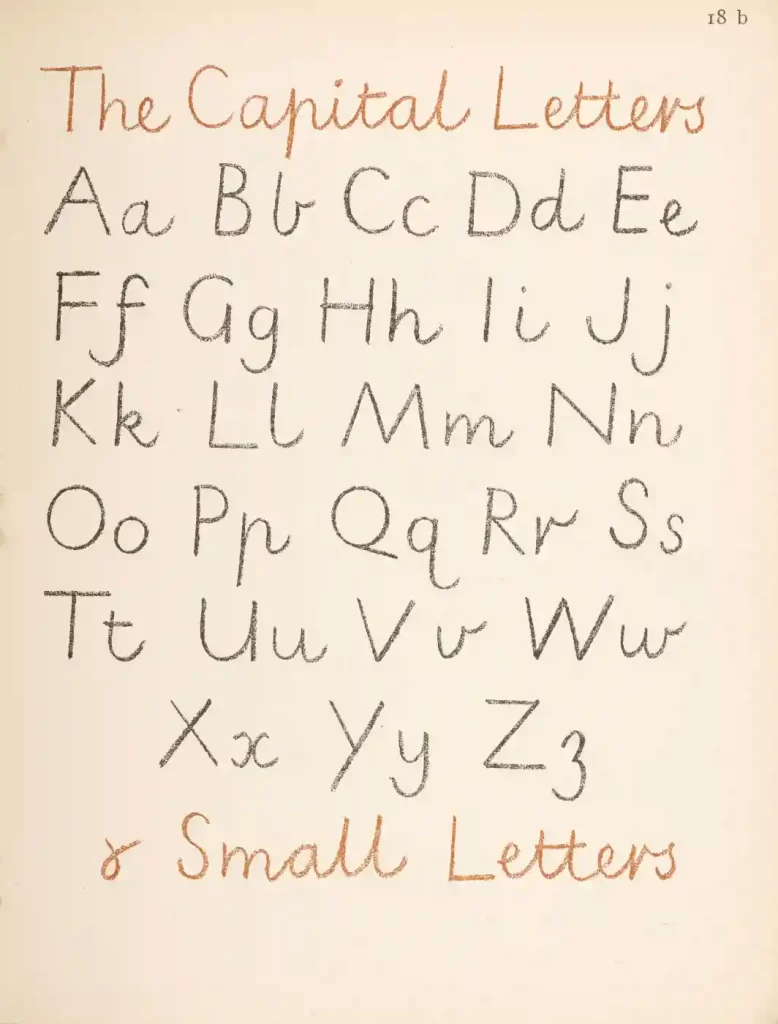 18 b
The Capital Letters
Aa Bb Cc Dd Ee
Ff Gg Hh Ii Jj
Kk Ll Mm Nn
Oo Pp Qq Rr Ss
Tt Uu Vv Ww
Xx Yy Zz
& Small Letters